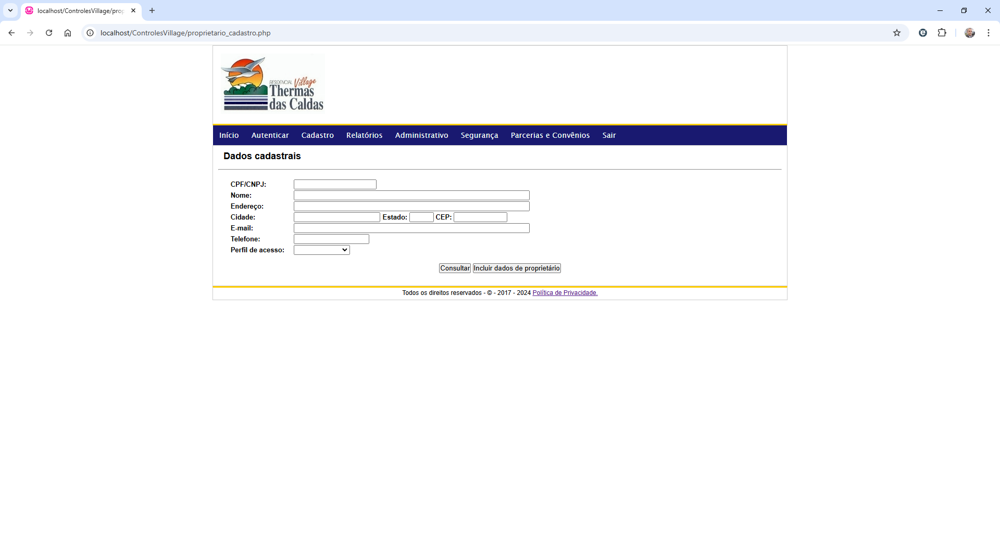 localhost/ControlesVillage/prop
localhost/ControlesVillage/proprietario_cadastro.php
RESIDENCIAL Village
Thermas
das Caldas
Início Autenticar Cadastro Relatórios Administrativo Segurança Parcerias e Convênios Sair
Dados cadastrais
CPF/CNPJ:
Nome:
Endereço:
Cidade: Estado: CEP:
E-mail:
Telefone:
Perfil de acesso:
Consultar Incluir dados de proprietário
Todos os direitos reservados - © - 2017 - 2024 Política de Privacidade.